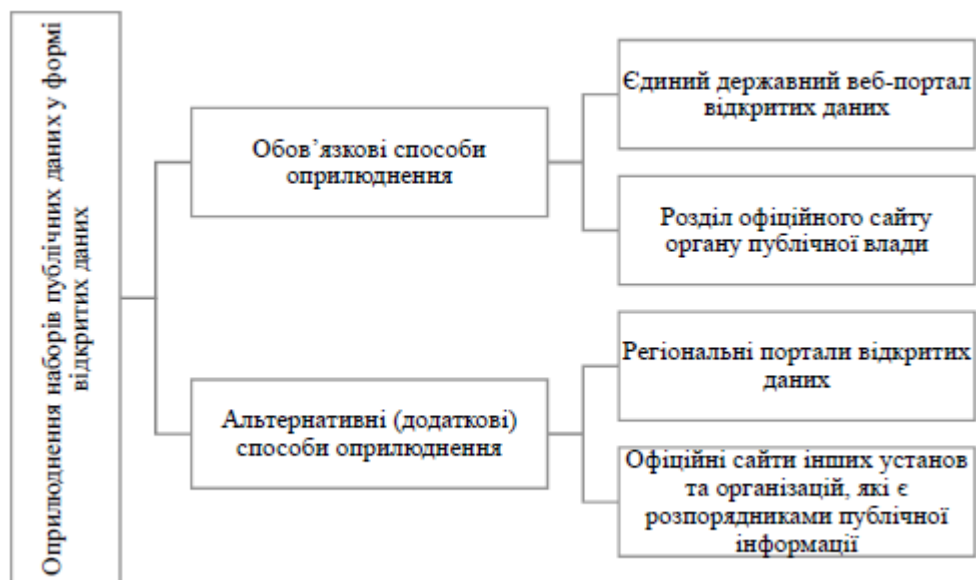 Оприлюднення наборів публічних даних у формі
відкритих даних
Обов’язкові способи
оприлюднення
Єдиний державний веб-портал
відкритих даних
Розділ офіційного сайту
органу публічної влади
Альтернативні (додаткові)
способи оприлюднення
Регіональні портали відкритих
даних
Офіційні сайти інших установ
та організацій, які є
розпорядниками публічної
інформації